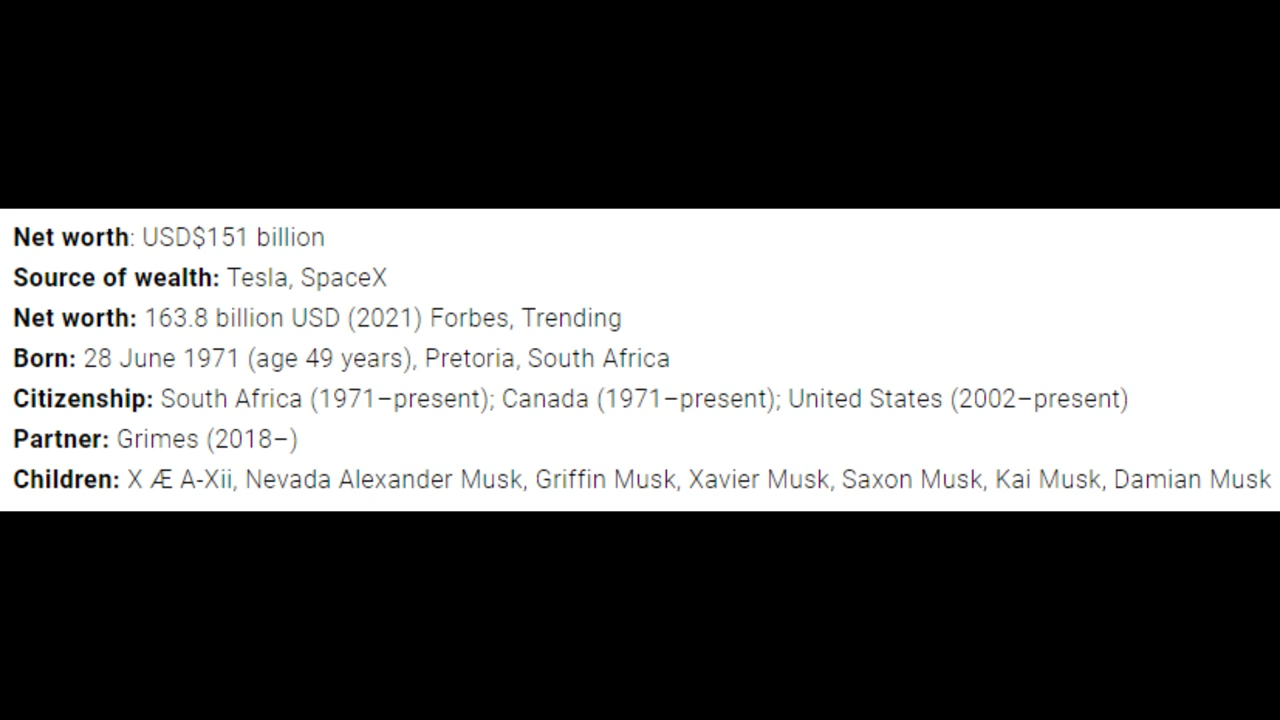 Net worth: USD$151 billion
Source of wealth: Tesla, SpaceX
Net worth: 163.8 billion USD (2021) Forbes, Trending
Born: 28 June 1971 (age 49 years), Pretoria, South Africa
Citizenship: South Africa (1971–present); Canada (1971–present); United States (2002–present)
Partner: Grimes (2018–)
Children: X Æ A-Xii, Nevada Alexander Musk, Griffin Musk, Xavier Musk, Saxon Musk, Kai Musk, Damian Musk